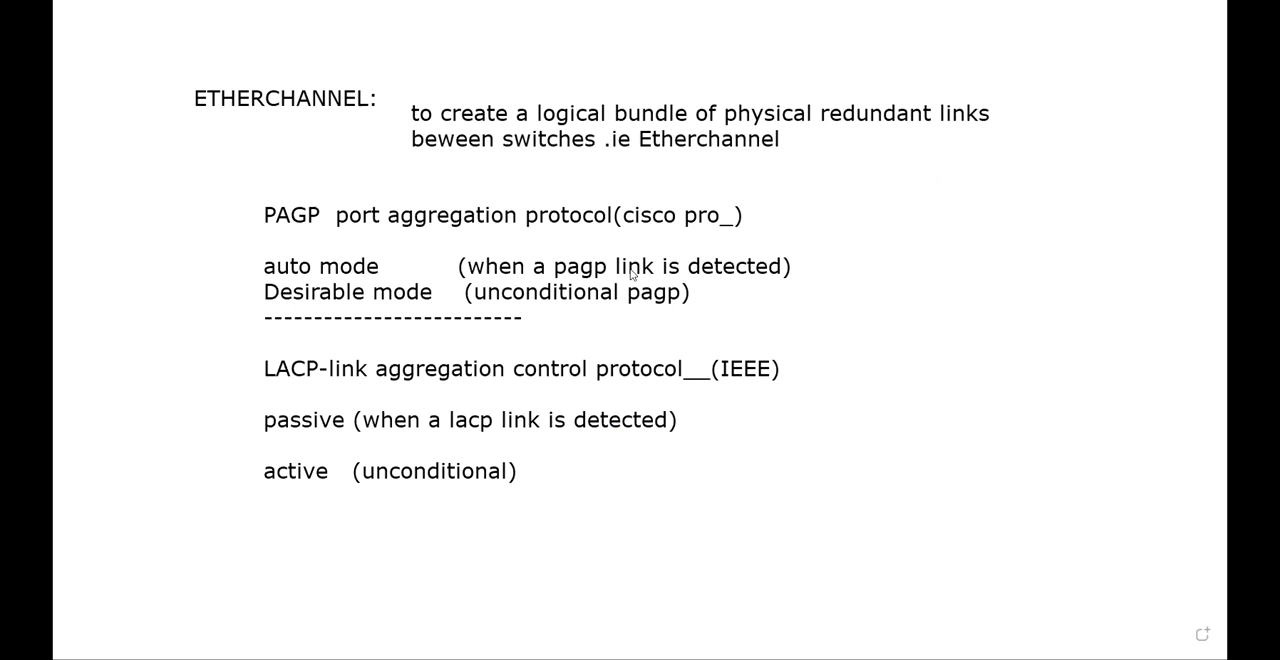 ETHERCHANNEL:
to create a logical bundle of physical redundant links
beween switches .ie Etherchannel
PAGP  port aggregation protocol(cisco pro_)
auto mode (when a pagp link is detected)
Desirable mode (unconditional pagp)
--------------------------
LACP-link aggregation control protocol__(IEEE)
passive (when a lacp link is detected)
active (unconditional)